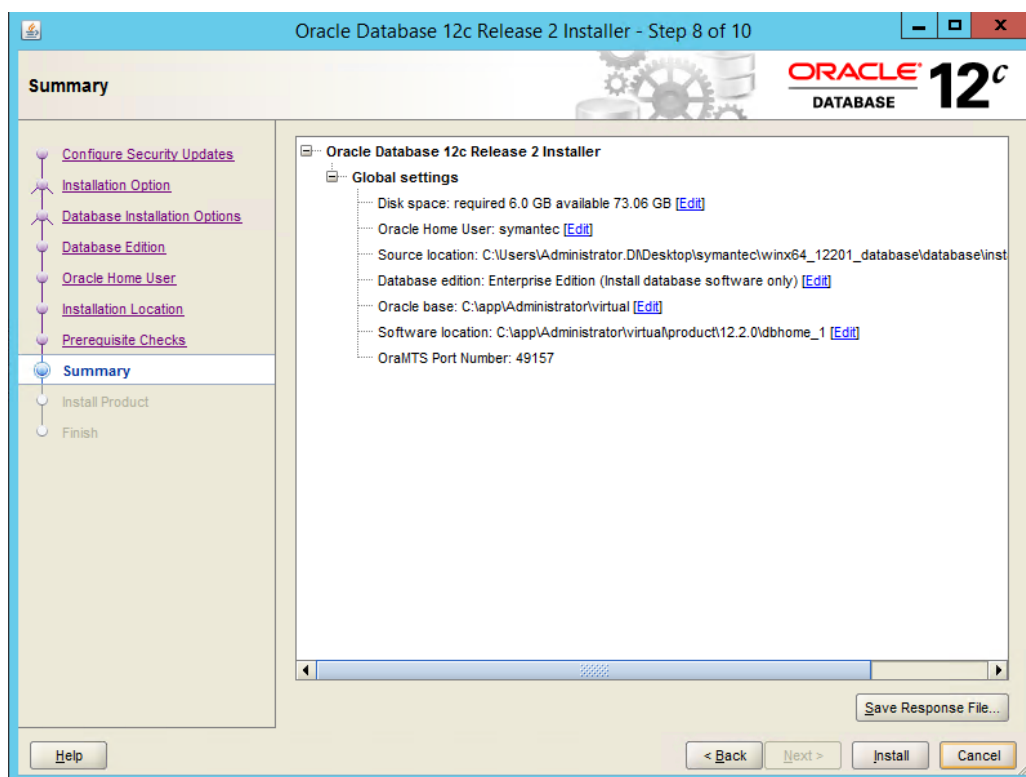 Oracle Database 12c Release 2 Installer - Step 8 of 10
Summary
ORACLE
DATABASE
12c
Configure Security Updates
Installation Option
Database Installation Options
Database Edition
Oracle Home User
Installation Location
Prerequisite Checks
Summary
Install Product
Finish
Oracle Database 12c Release 2 Installer
Global settings
Disk space: required 6.0 GB available 73.06 GB [Edit]
Oracle Home User: symantec [Edit]
Source location: C:\Users\Administrator.DI\Desktop\symantec\winx64_12201_database\database\inst
Database edition: Enterprise Edition (Install database software only) [Edit]
Oracle base: C:\app\Administrator\virtual [Edit]
Software location: C:\app\Administrator\virtual\product\12.2.0\dbhome_1 [Edit]
OraMTS Port Number: 49157
Save Response File...
Help
< Back
Next >
Install
Cancel